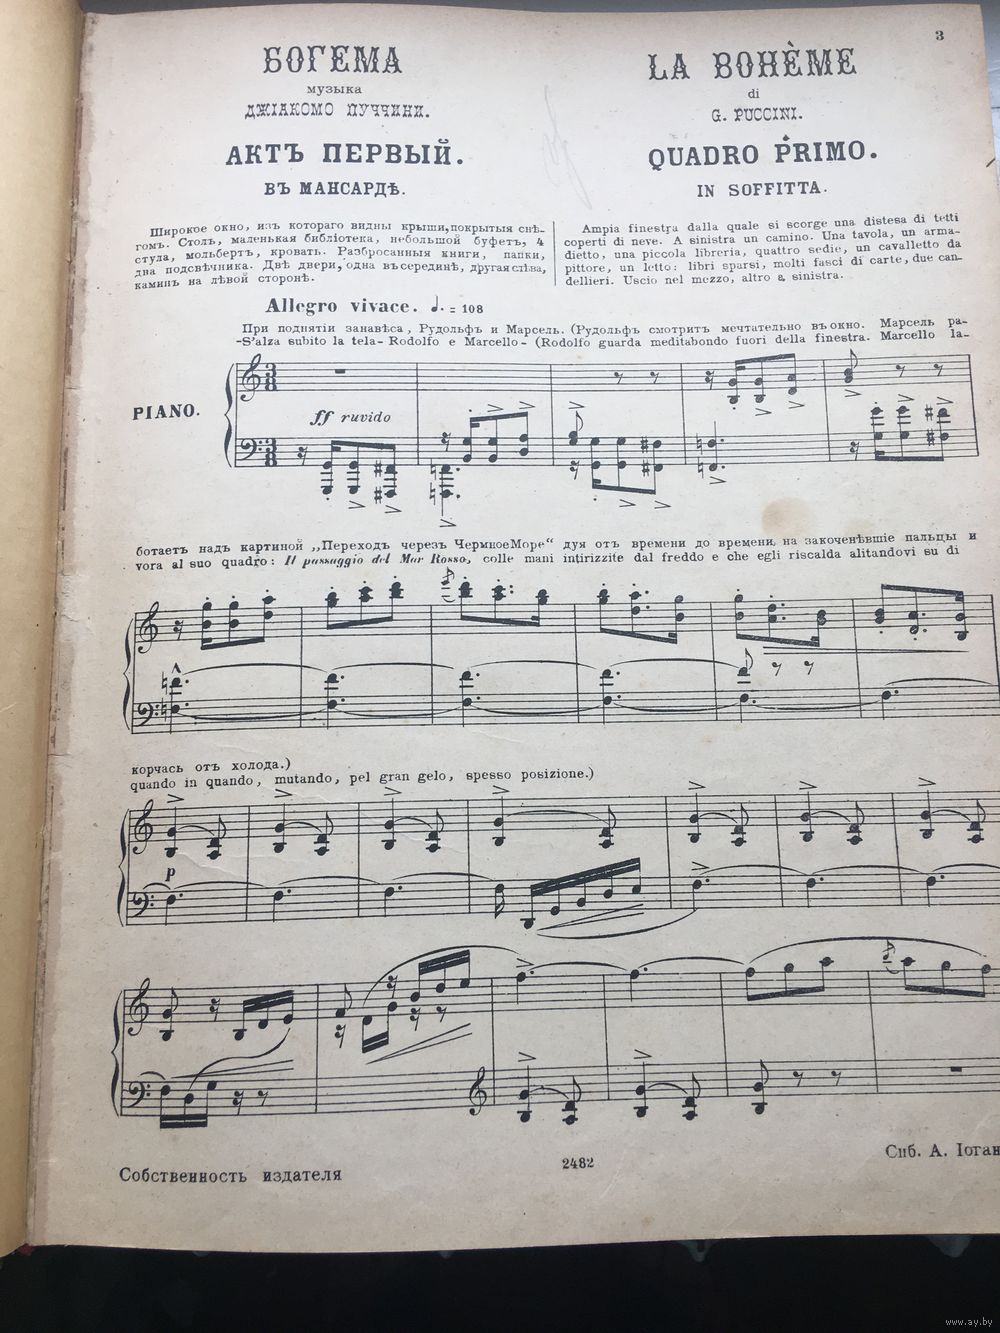 3
БОГЕМА
музыка
ДЖІАКОМО ПУЧЧИНИ.
АКТЪ ПЕРВЫЙ.
ВЪ МАНСАРДѢ.
LA BOHÈME
di
G. PUCCINI.
QUADRO PRIMO.
IN SOFFITTA.
Широкое окно, изъ котораго видны крыши, покрытыя снѣ-
гомъ. Столъ, маленькая библіотека, небольшой буфетъ, 4
стула, мольбертъ, кровать. Разбросанныя книги, папки,
два подсвѣчника. Двѣ двери, одна въ серединѣ, другая слѣва,
каминъ на лѣвой сторонѣ.
Ampia finestra dalla quale si scorge una distesa di tetti
coperti di neve. A sinistra un camino. Una tavola, un arma-
dietto, una piccola libreria, quattro sedie, un cavalletto da
pittore, un letto: libri sparsi, molti fasci di carte, due can-
dellieri. Uscio nel mezzo, altro a sinistra.
Allegro vivace. ♩. = 108
При поднятіи занавѣса, Рудольфъ и Марсель. (Рудольфъ смотритъ мечтательно въ окно. Марсель ра-
-S'alza subito la tela- Rodolfo e Marcello- (Rodolfo guarda meditabondo fuori della finestra. Marcello la-
PIANO.
ff ruvido
ботаетъ надъ картиной „Переходъ черезъ Чермное Море“ дуя отъ времени до времени, на закоченѣвшіе пальцы и
vora al suo quadro: Il passaggio del Mar Rosso, colle mani intirizzite dal freddo e che egli riscalda alitandovi su di
корчась отъ холода.)
quando in quando, mutando, pel gran gelo, spesso posizione.)
p
Собственность издателя
2482
Спб. А. Іоган
www.ay.by